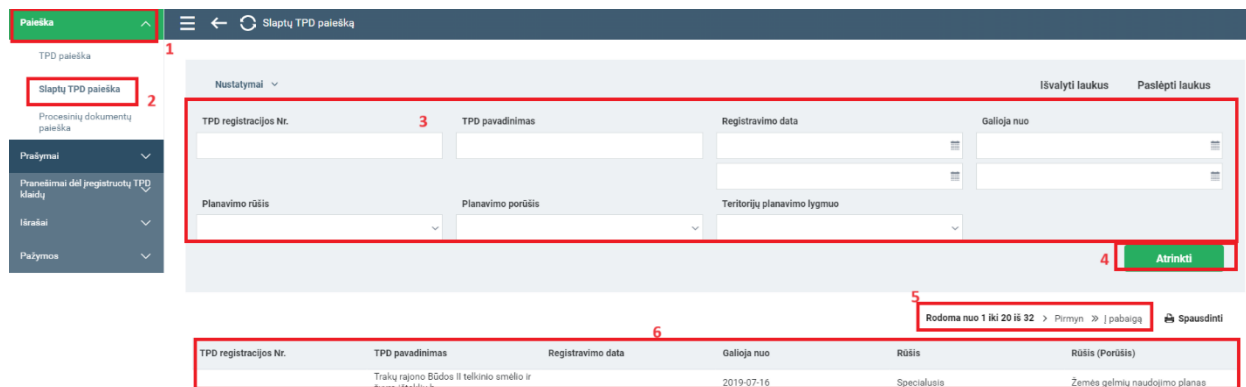 Paieška
Slaptų TPD paiešką
1
TPD paieška
Slaptų TPD paieška
2
Procesinių dokumentų
paieška
Prašymai
Pranešimai dėl įregistruotų TPD
klaidų
Išrašai
Pažymos
Nustatymai
Išvalyti laukus
Paslėpti laukus
TPD registracijos Nr.
3
TPD pavadinimas
Registravimo data
Galioja nuo
Planavimo rūšis
Planavimo porūšis
Teritorijų planavimo lygmuo
4
Atrinkti
5
Rodoma nuo 1 iki 20 iš 32 > Pirmyn » Į pabaigą
Spausdinti
6
TPD registracijos Nr.
TPD pavadinimas
Registravimo data
Galioja nuo
Rūšis
Rūšis (Porūšis)
Trakų rajono Būdos II telkinio smėlio ir
2019-07-16
Specialusis
Žemės gelmių naudojimo planas